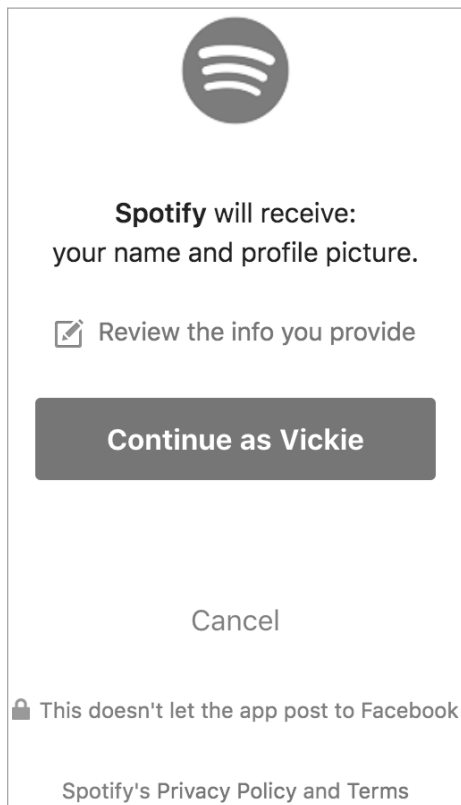 Spotify will receive:
your name and profile picture.
Review the info you provide
Continue as Vickie
Cancel
This doesn't let the app post to Facebook
Spotify's Privacy Policy and Terms